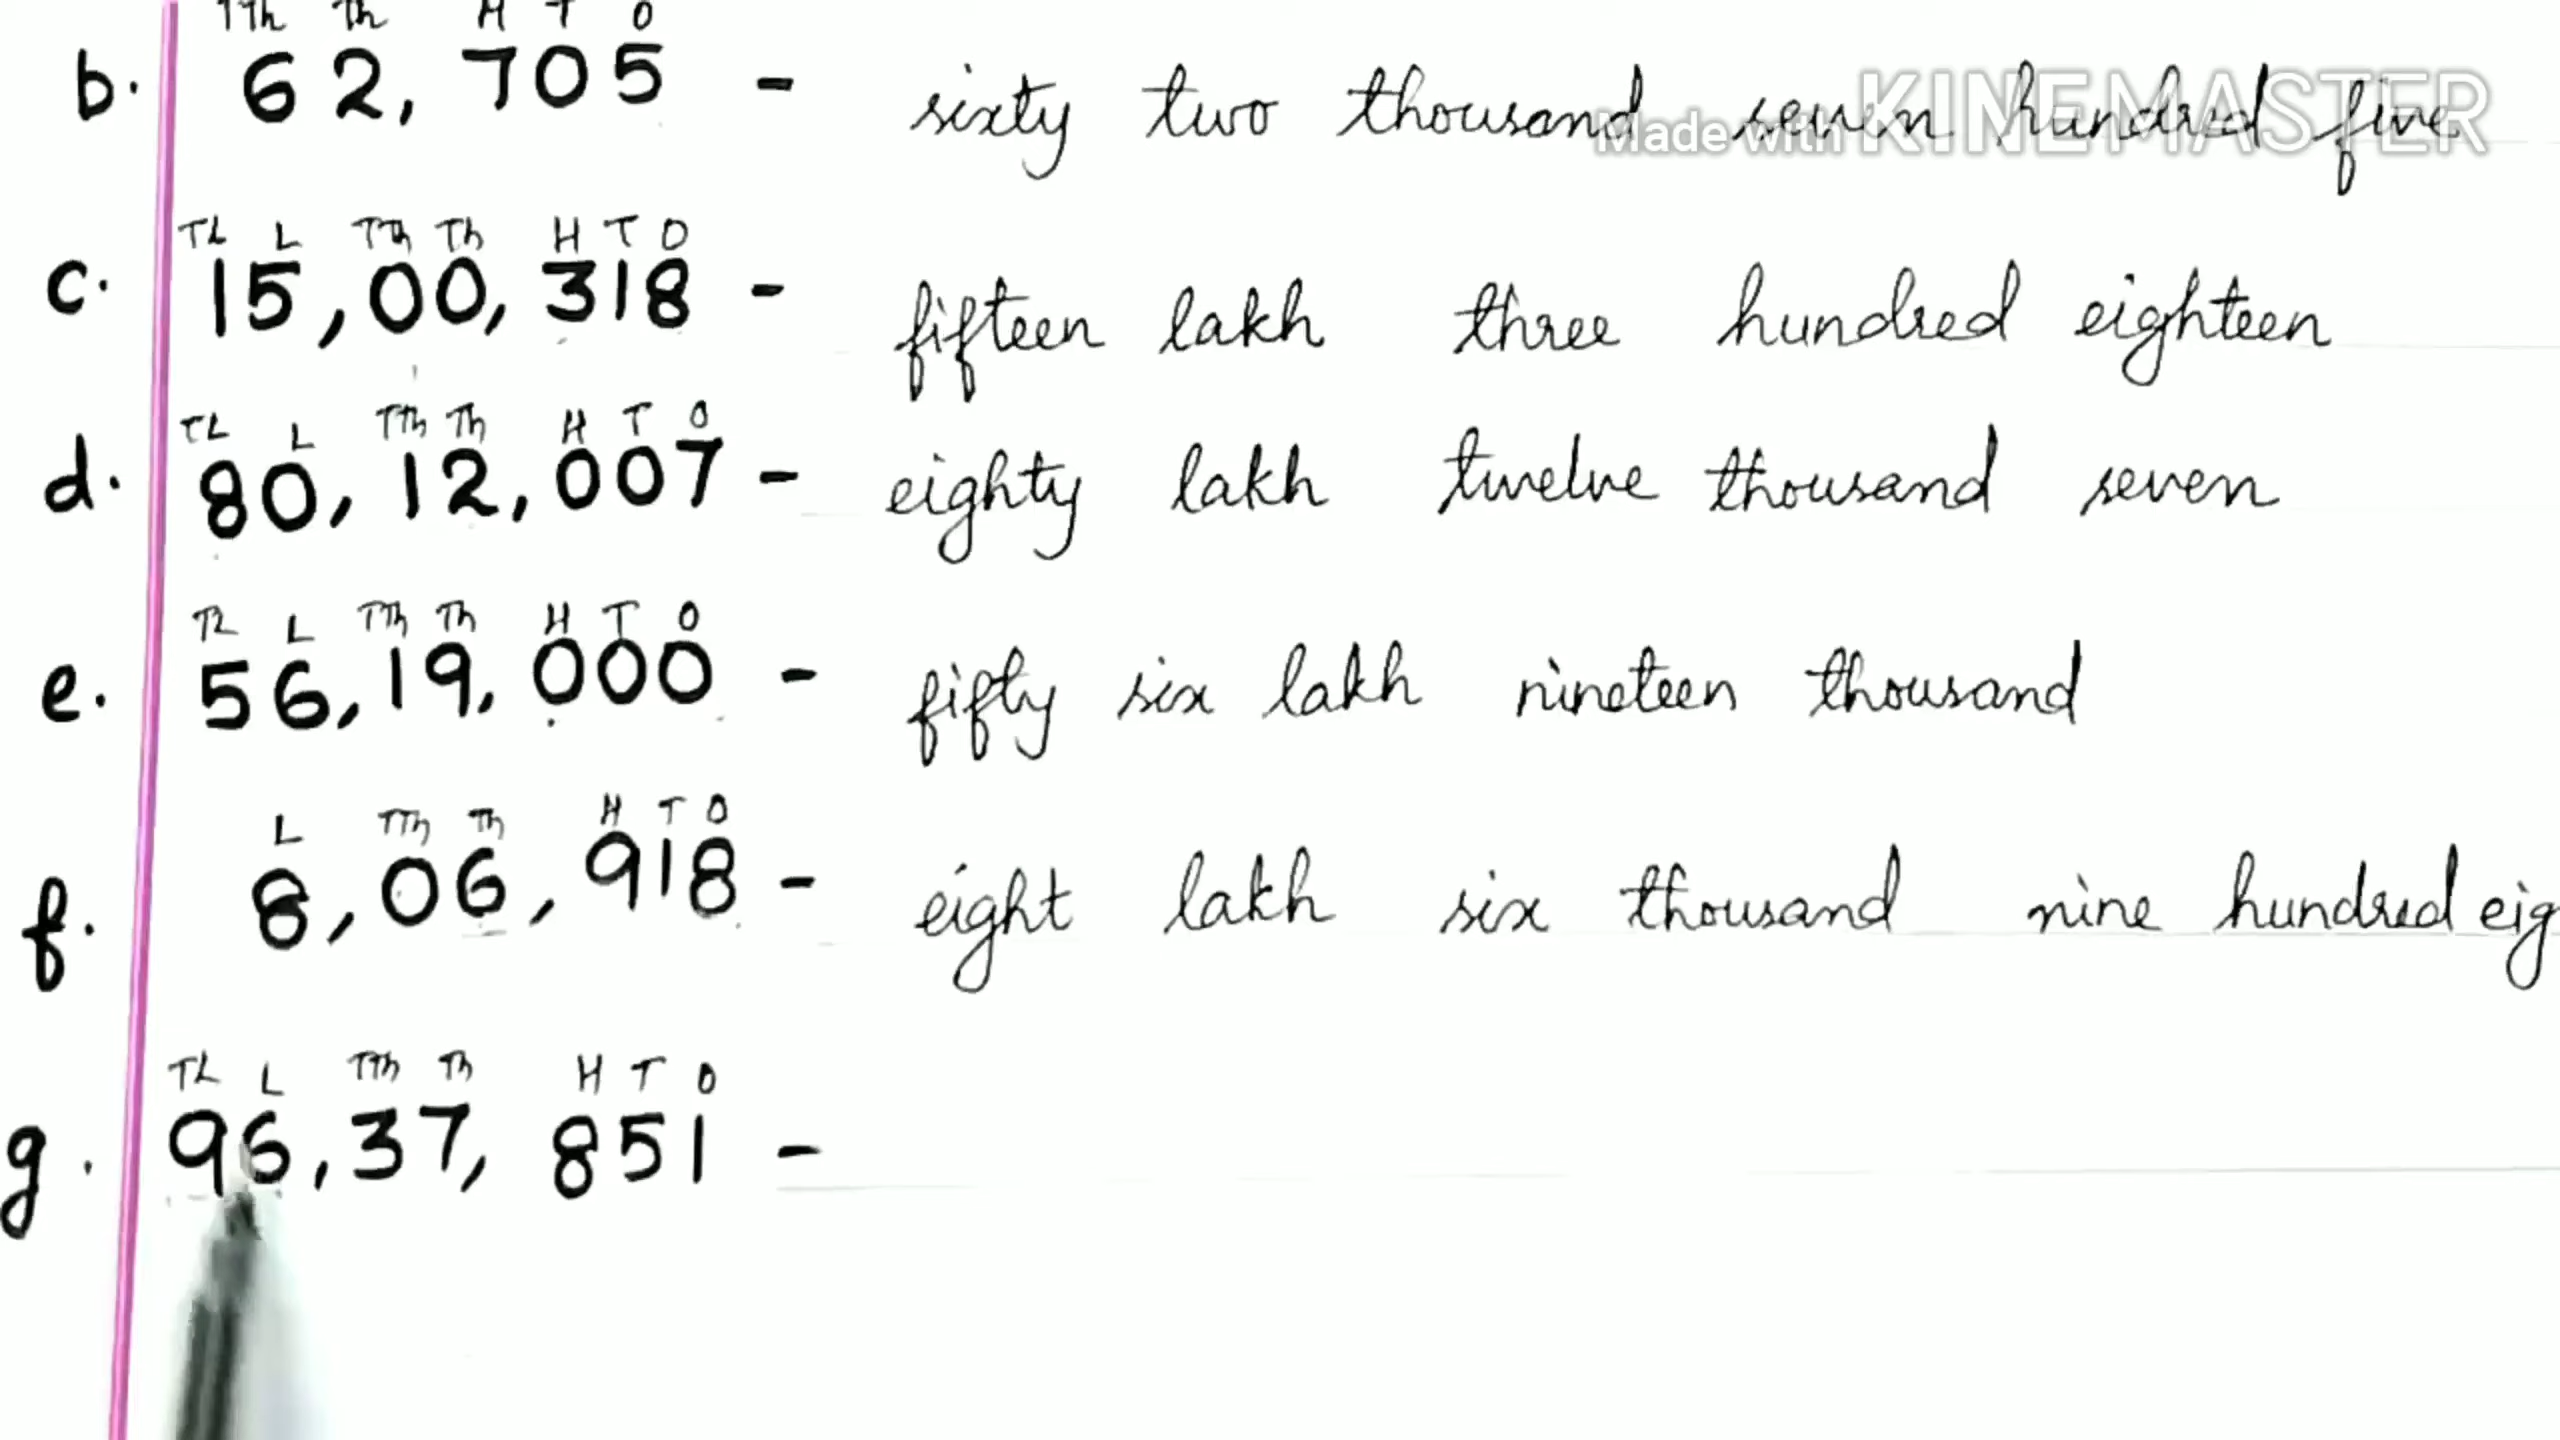 TTh Th H T O
b. 62,705 - sixty two thousand seven hundred five
Made with KINEMASTER
TL L TTh Th H T O
c. 15,00,318 - fifteen lakh three hundred eighteen
TL L TTh Th H T O
d. 80,12,007 - eighty lakh twelve thousand seven
TL L TTh Th H T O
e. 56,19,000 - fifty six lakh nineteen thousand
L TTh Th H T O
f. 8,06,918 - eight lakh six thousand nine hundred eig
TL L TTh Th H T O
g. 96,37,851 -